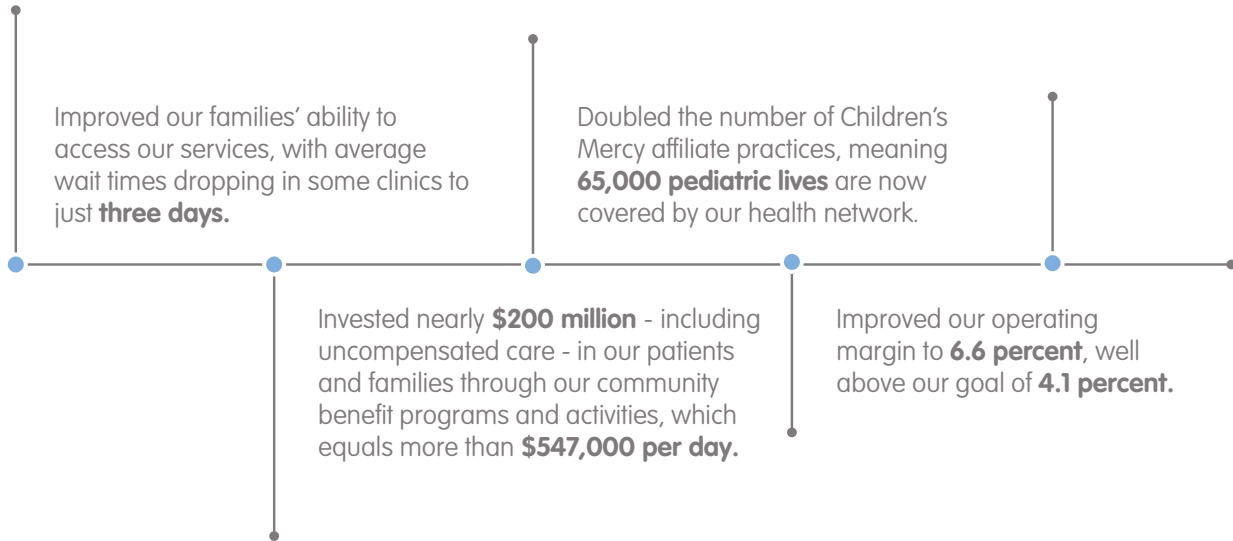 Improved our families’ ability to
access our services, with average
wait times dropping in some clinics to
just three days.
Invested nearly $200 million - including
uncompensated care - in our patients
and families through our community
benefit programs and activities, which
equals more than $547,000 per day.
Doubled the number of Children’s
Mercy affiliate practices, meaning
65,000 pediatric lives are now
covered by our health network.
Improved our operating
margin to 6.6 percent, well
above our goal of 4.1 percent.